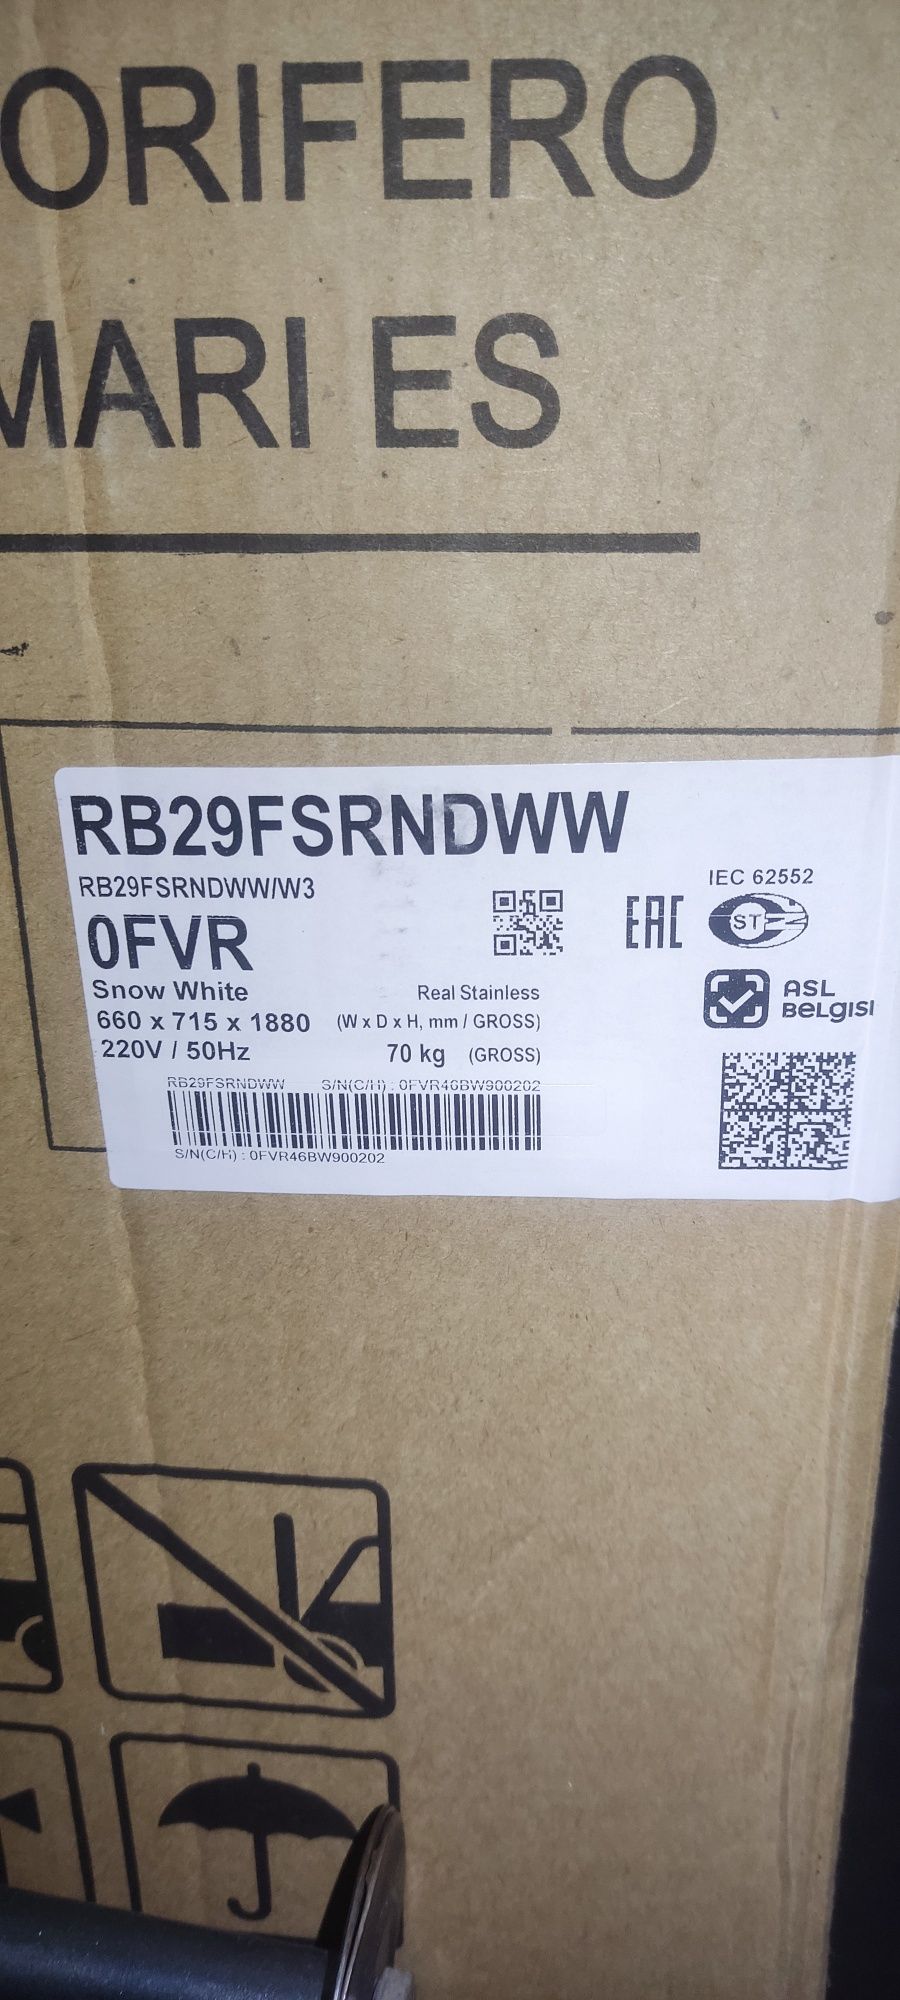 ORIFERO
MARI ES
RB29FSRNDWW
RB29FSRNDWW/W3
0FVR
IEC 62552
EAC
ST
Snow White
Real Stainless
660 x 715 x 1880 (W x D x H, mm / GROSS)
220V / 50Hz
70 kg (GROSS)
ASL
BELGISI
RB29FSRNDWW S/N(C/H) : 0FVR46BW900202
S/N(C/H) : 0FVR46BW900202